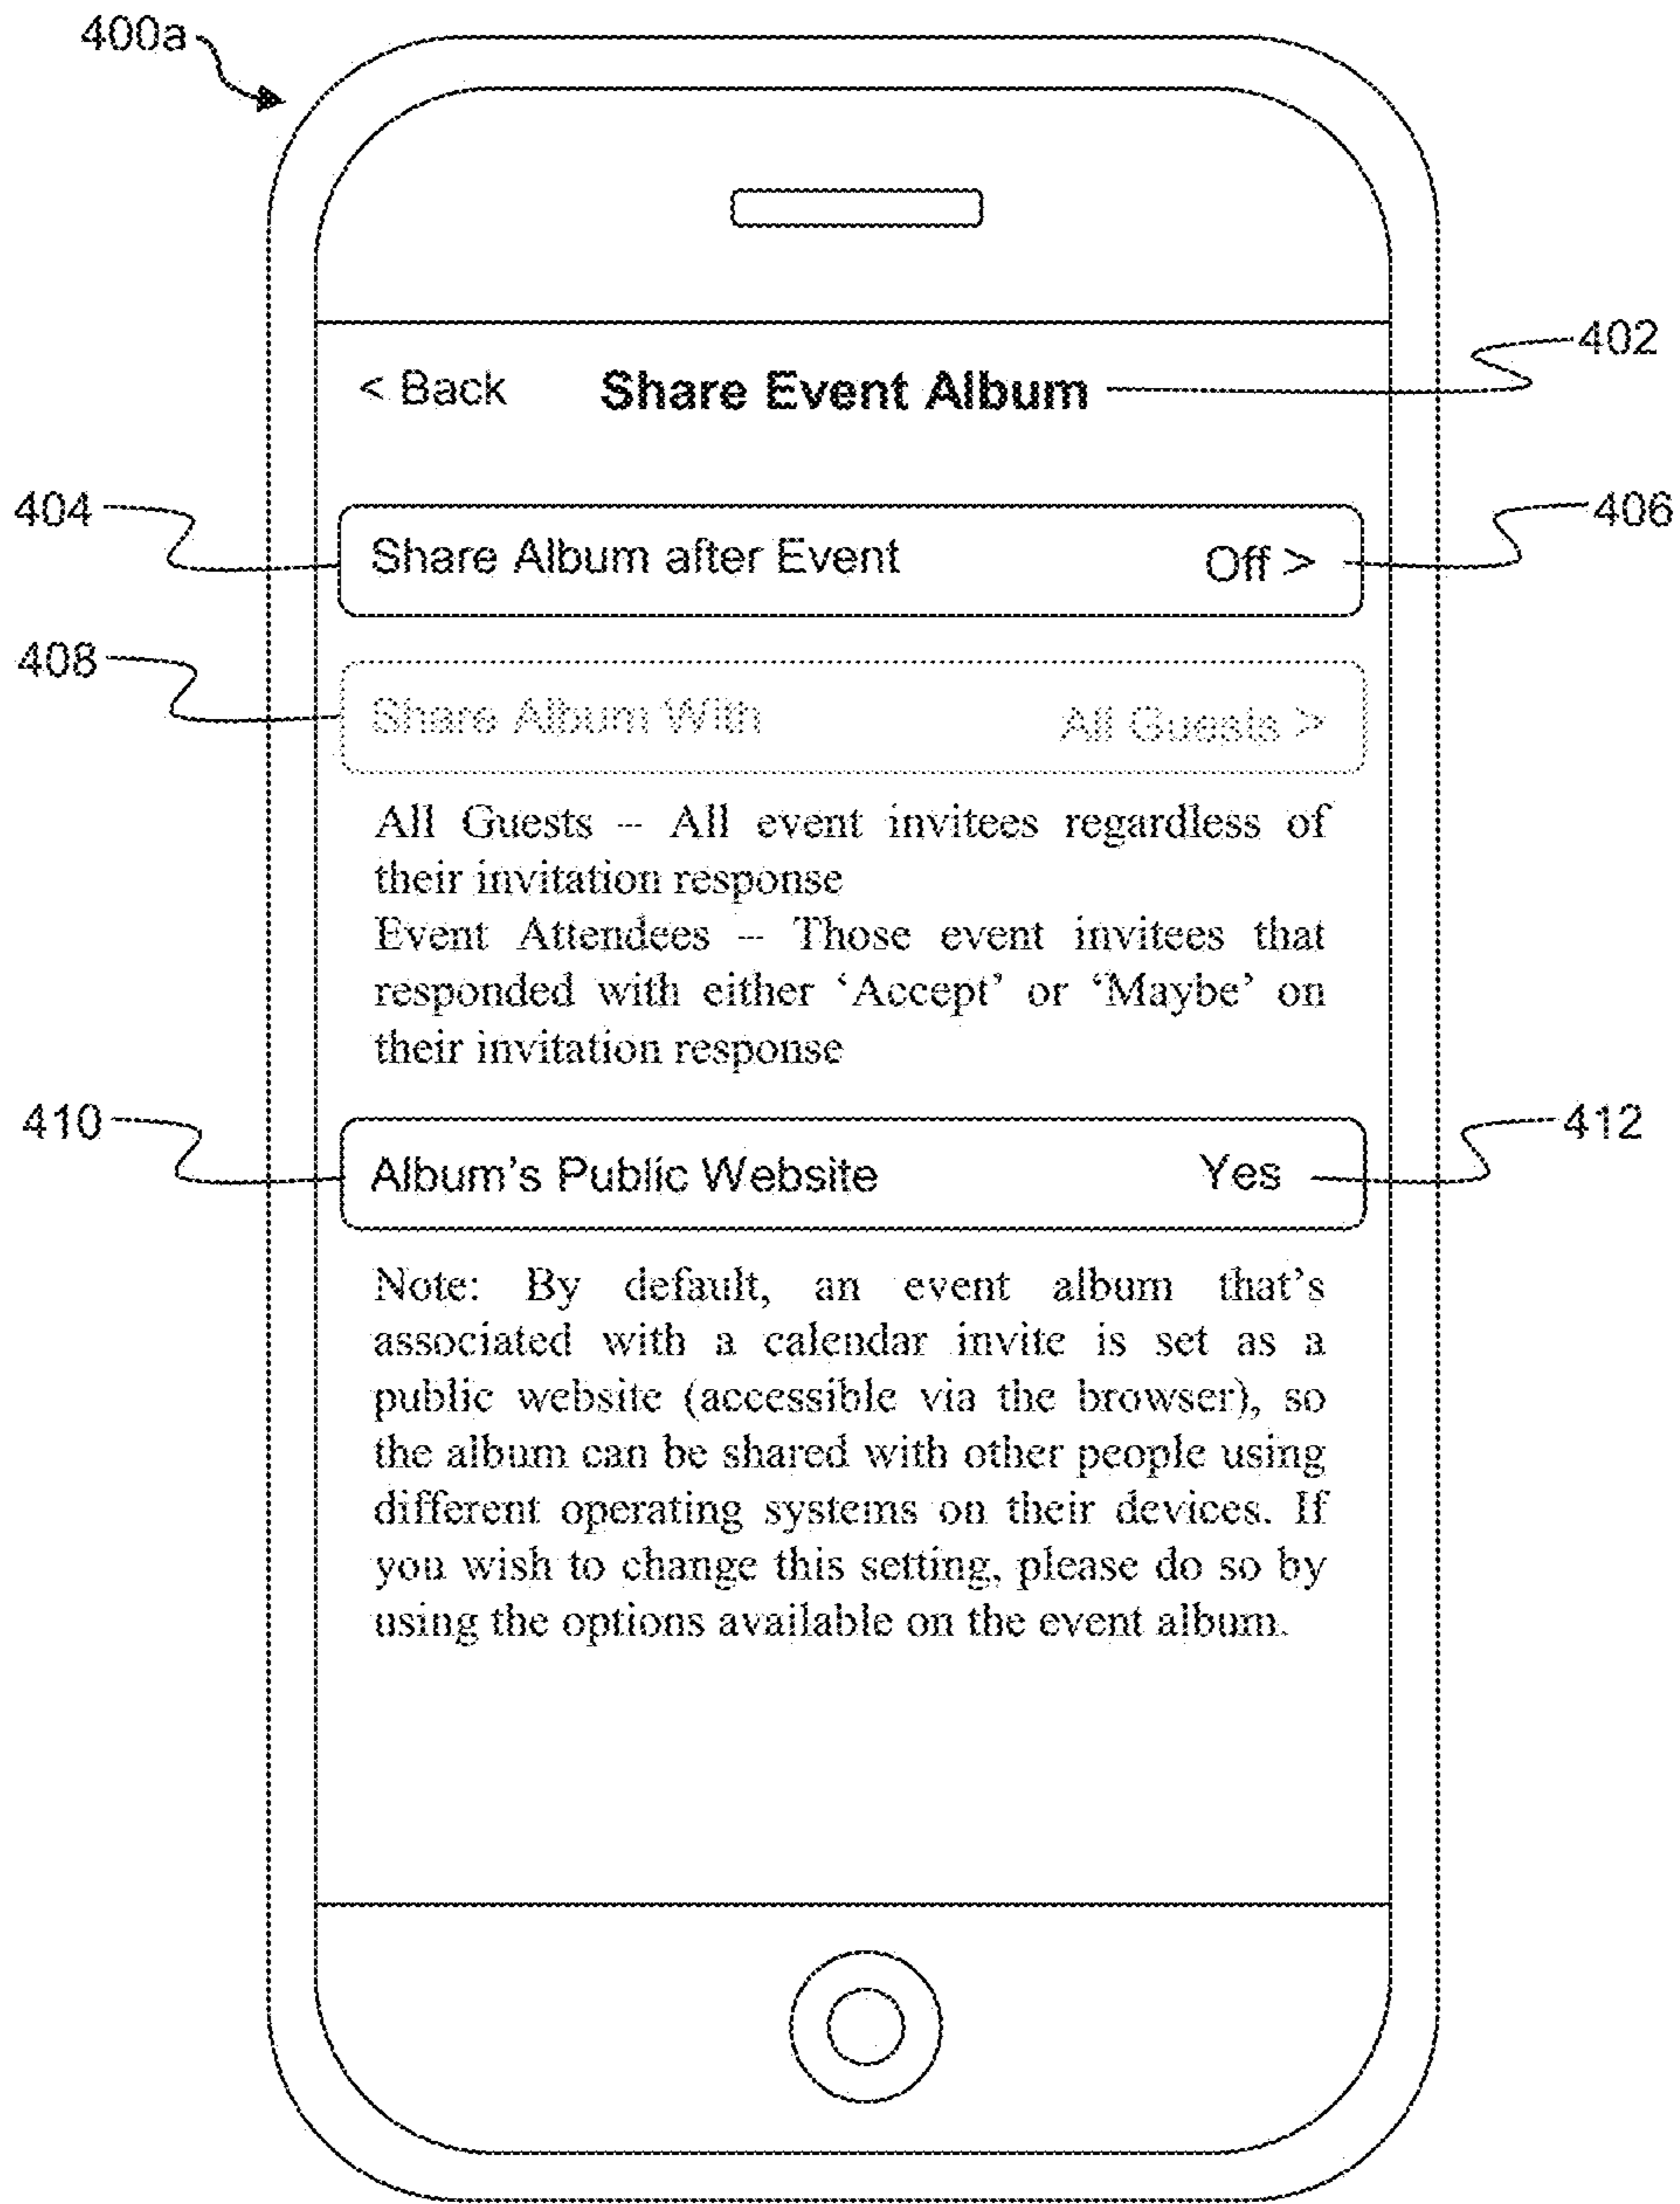 400a
< Back Share Event Album
402
404
Share Album after Event Off >
406
408
Share Album With All Guests >
All Guests -- All event invitees regardless of
their invitation response
Event Attendees -- Those event invitees that
responded with either ‘Accept’ or ‘Maybe’ on
their invitation response
410
Album’s Public Website Yes
412
Note: By default, an event album that’s
associated with a calendar invite is set as a
public website (accessible via the browser), so
the album can be shared with other people using
different operating systems on their devices. If
you wish to change this setting, please do so by
using the options available on the event album.